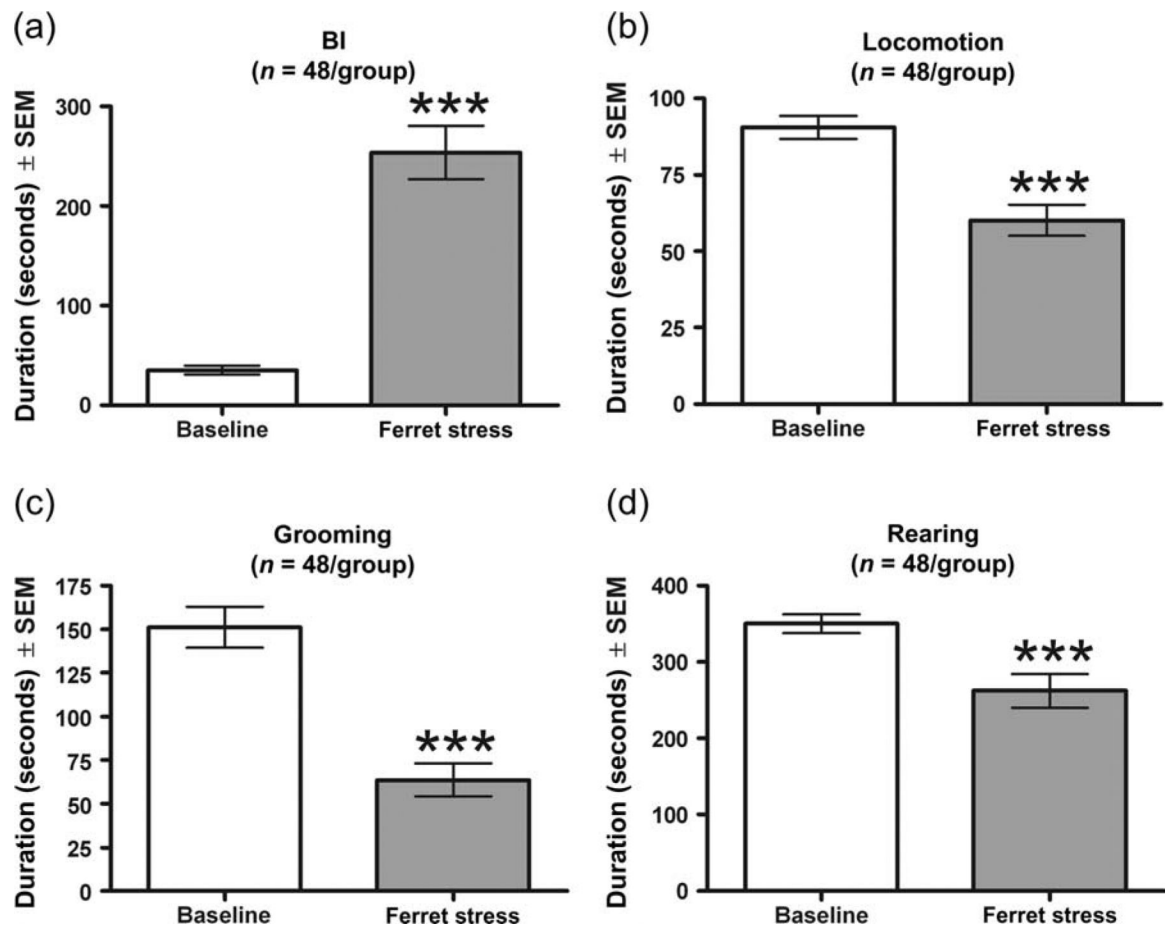 (a)
BI
(n = 48/group)
Duration (seconds) ± SEM
300
200
100
0
***
Baseline
Ferret stress
(b)
Locomotion
(n = 48/group)
Duration (seconds) ± SEM
100
75
50
25
0
***
Baseline
Ferret stress
(c)
Grooming
(n = 48/group)
Duration (seconds) ± SEM
175
150
125
100
75
50
25
0
***
Baseline
Ferret stress
(d)
Rearing
(n = 48/group)
Duration (seconds) ± SEM
400
300
200
100
0
***
Baseline
Ferret stress